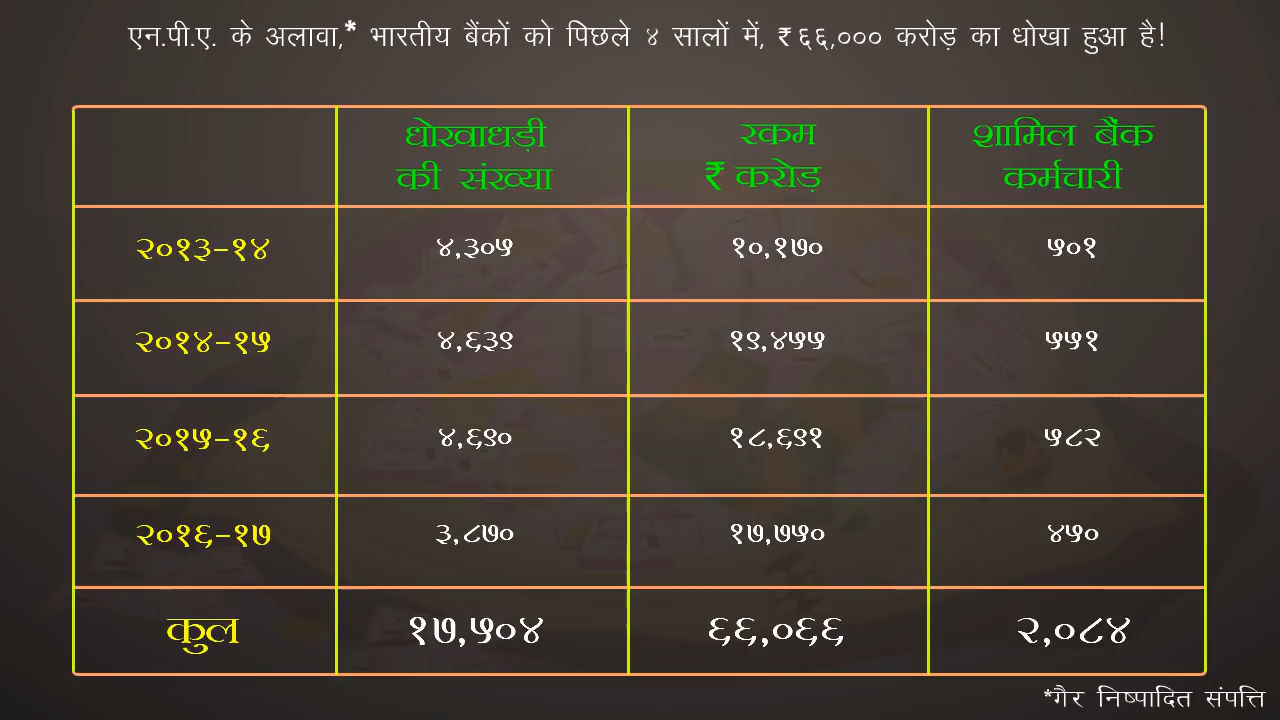 एन.पी.ए. के अलावा,* भारतीय बैंकों को पिछले ४ सालों में, ₹ ६६,००० करोड़ का धोखा हुआ है!
धोखाधड़ी की संख्या रकम ₹ करोड़ शामिल बैंक कर्मचारी
२०१३-१४ ४,३०५ १०,१७० ५०१
२०१४-१५ ४,६३९ १९,४५५ ५५१
२०१५-१६ ४,६९० १८,६९१ ५८२
२०१६-१७ ३,८७० १७,७५० ४५०
कुल १७,५०४ ६६,०६६ २,०८४
*गैर निष्पादित संपत्ति